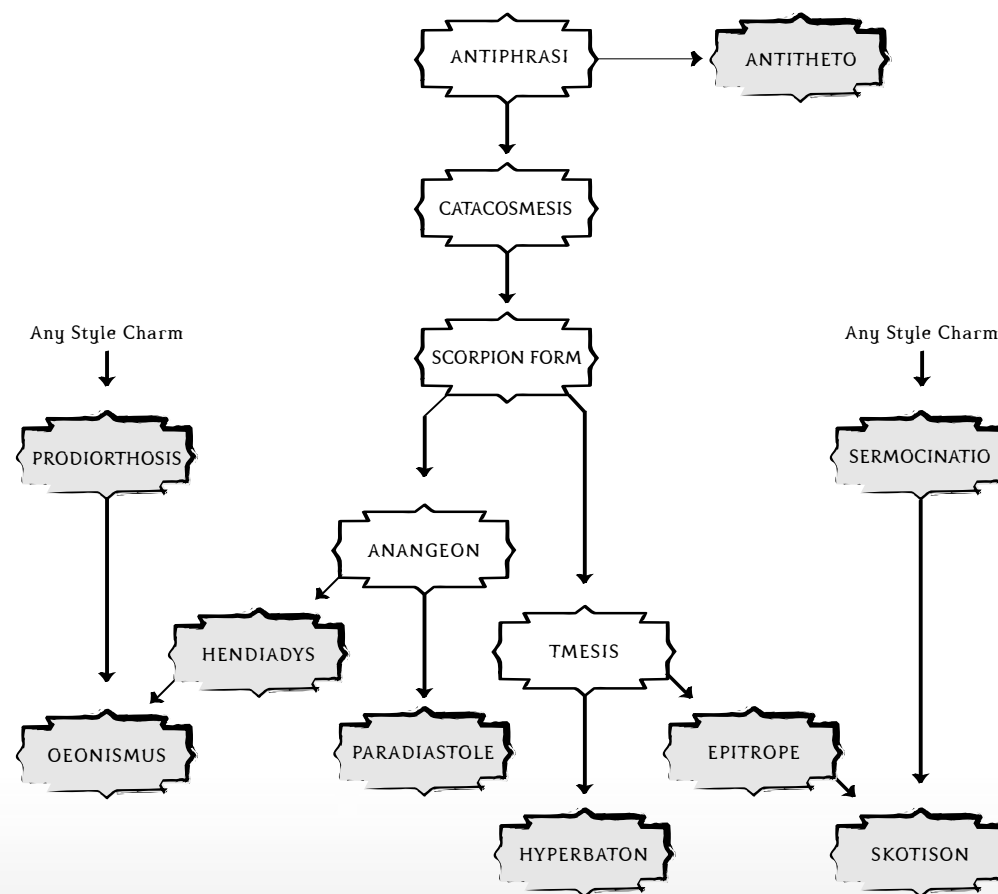 ANTIPHRASI
ANTITHETO
CATACOSMESIS
Any Style Charm
SCORPION FORM
Any Style Charm
PRODIORTHOSIS
SERMOCINATIO
ANANGEON
HENDIADYS
TMESIS
OEONISMUS
PARADIASTOLE
EPITROPE
HYPERBATON
SKOTISON